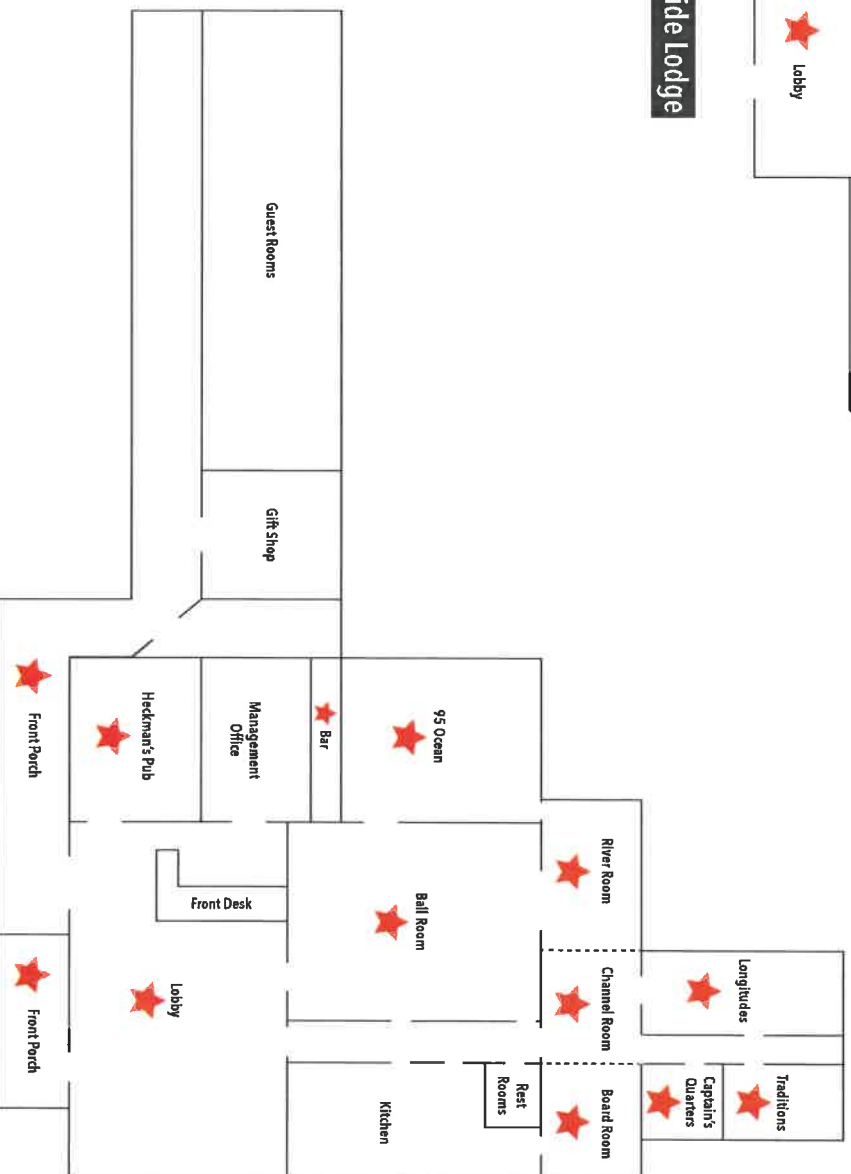 Lobby
ide Lodge
Traditions
Longitudes
Captain's
Quarters
River Room
Channel Room
Board Room
Rest
Rooms
95 Ocean
Ball Room
Kitchen
Bar
Guest Rooms
Gift Shop
Management
Office
Front Desk
Heckman's Pub
Lobby
Front Porch
Front Porch